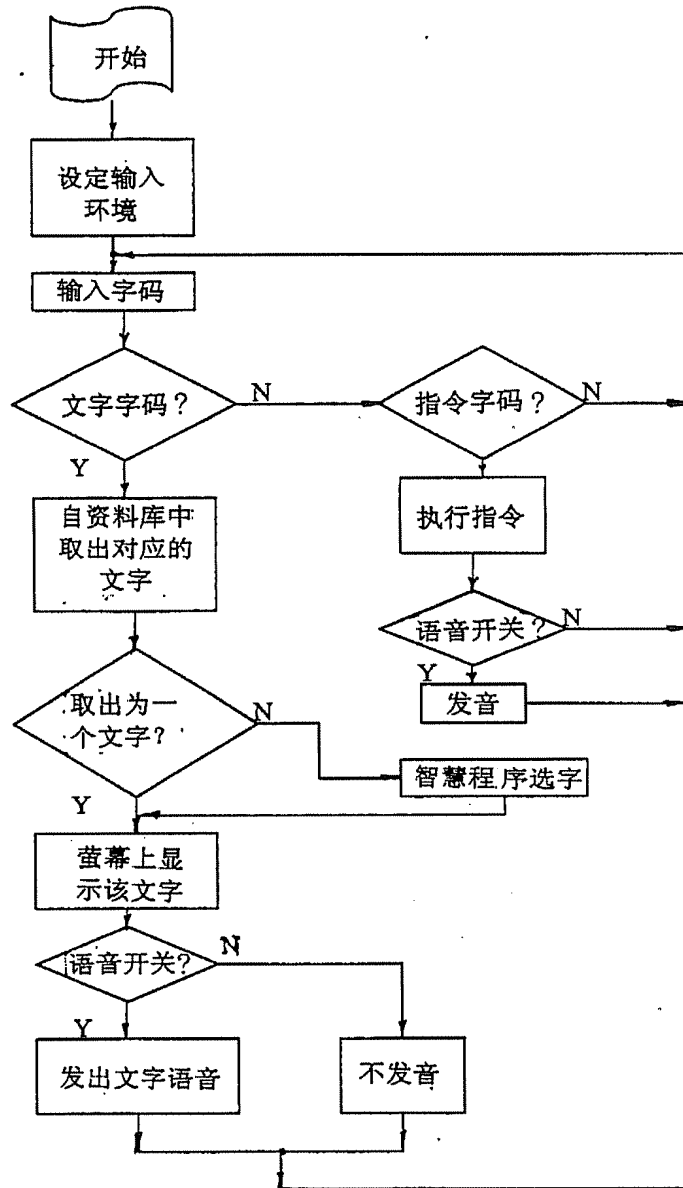 开始
设定输入
环境
输入字码
文字字码?
N
指令字码?
N
Y
自资料库中
取出对应的
文字
执行指令
语音开关?
N
Y
发音
取出为一
个文字?
N
智慧程序选字
Y
萤幕上显
示该文字
语音开关?
N
Y
发出文字语音
不发音